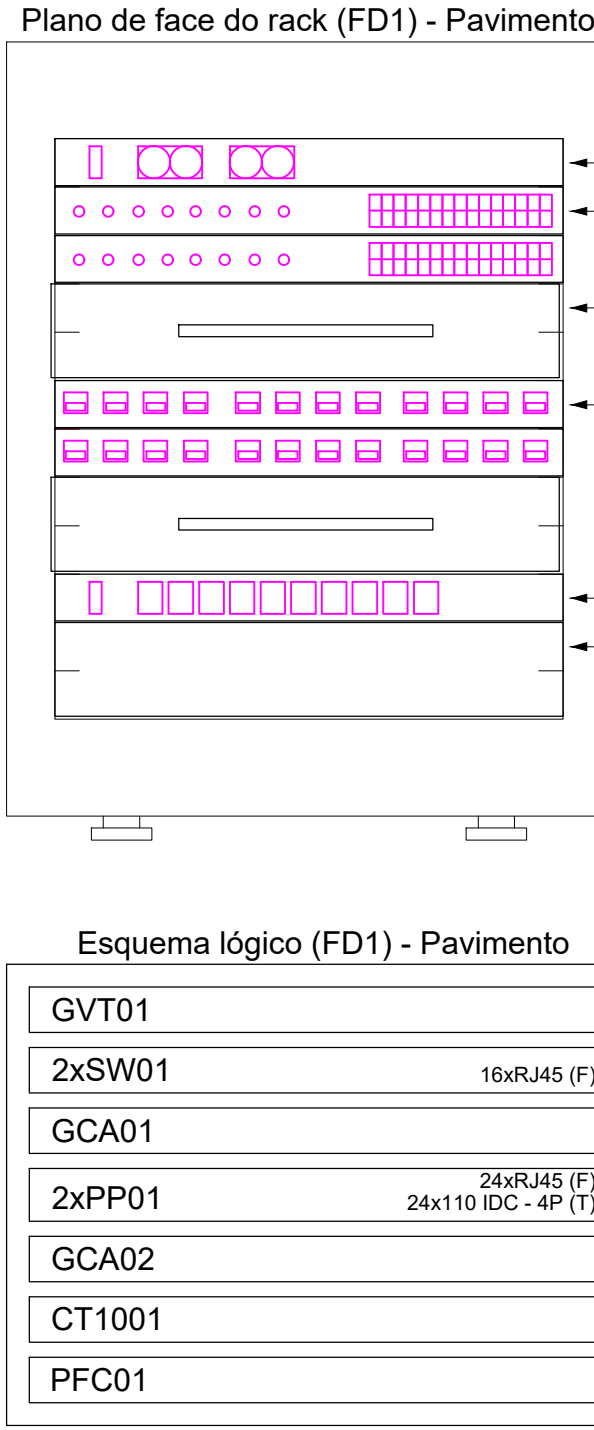 Plano de face do rack (FD1) - Pavimento
Esquema lógico (FD1) - Pavimento
GVT01
2xSW01 16xRJ45 (F)
GCA01
24xRJ45 (F)
2xPP01 24x110 IDC - 4P (T)
GCA02
CT1001
PFC01